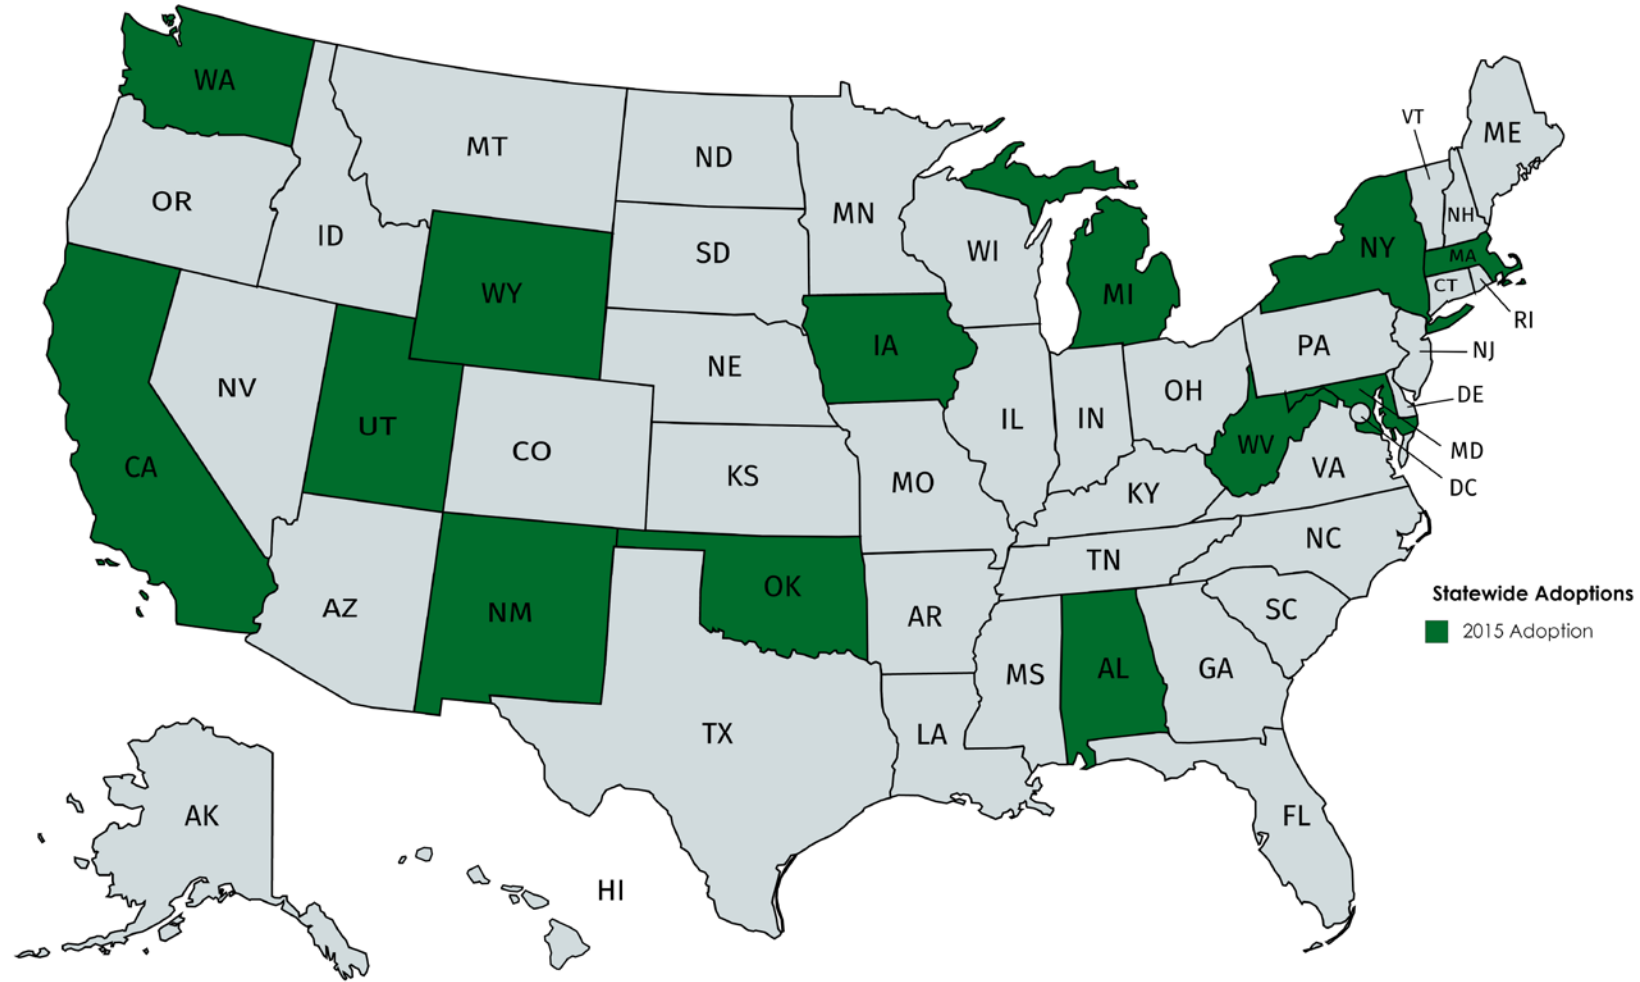 WA
MT
ND
VT
ME
OR
ID
SD
MN
WI
NH
NY
MA
CT
WY
MI
RI
IA
PA
NJ
NV
NE
OH
DE
UT
CO
IL
IN
WV
MD
CA
KS
MO
KY
VA
DC
OK
TN
NC
AZ
NM
AR
SC
Statewide Adoptions
2015 Adoption
MS
AL
GA
TX
LA
AK
FL
HI